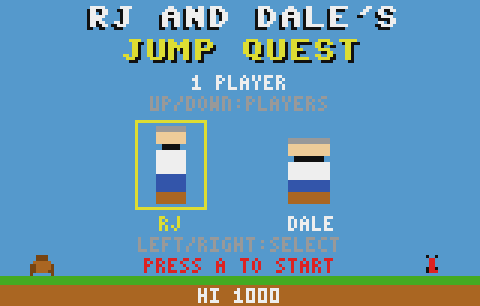 RJ AND DALE'S
JUMP QUEST
1 PLAYER
UP/DOWN:PLAYERS
RJ DALE
LEFT/RIGHT:SELECT
PRESS A TO START
HI 1000